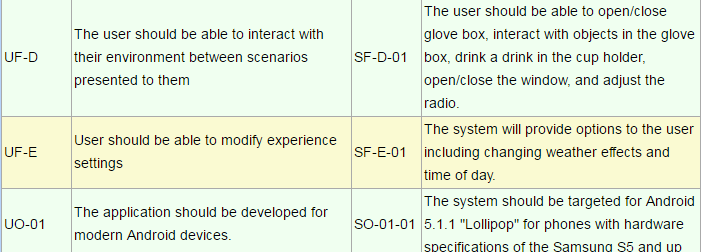 The user should be able to open/close
glove box, interact with objects in the glove
UF-D
The user should be able to interact with
their environment between scenarios
presented to them
SF-D-01
box, drink a drink in the cup holder,
open/close the window, and adjust the
radio.
UF-E
User should be able to modify experience
settings
SF-E-01
The system will provide options to the user
including changing weather effects and
time of day.
UO-01
The application should be developed for
modern Android devices.
SO-01-01
The system should be targeted for Android
5.1.1 "Lollipop" for phones with hardware
specifications of the Samsung S5 and up